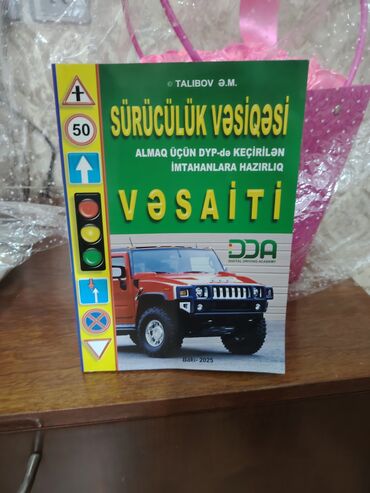 © TALIBOV Ə.M.
SÜRÜCÜLÜK VƏSİQƏSİ
ALMAQ ÜÇÜN DYP-də KEÇİRİLƏN
İMTAHANLARA HAZIRLIQ
VƏSAİTİ
50
DDA
DIGITAL DRIVING ACADEMY
Bakı- 2025